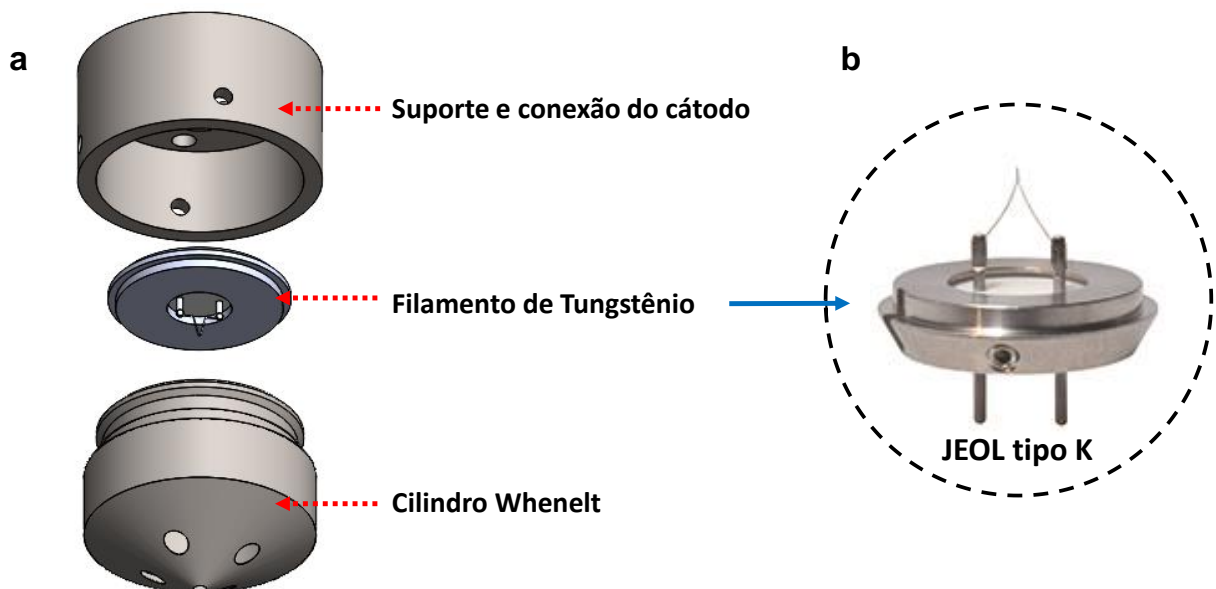 a
b
Suporte e conexão do cátodo
Filamento de Tungstênio
JEOL tipo K
Cilindro Whenelt